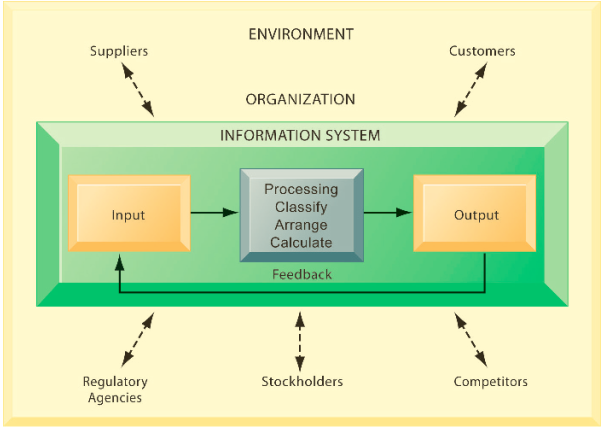 ENVIRONMENT
Suppliers
Customers
ORGANIZATION
INFORMATION SYSTEM
Input
Processing
Classify
Arrange
Calculate
Output
Feedback
Regulatory
Agencies
Stockholders
Competitors